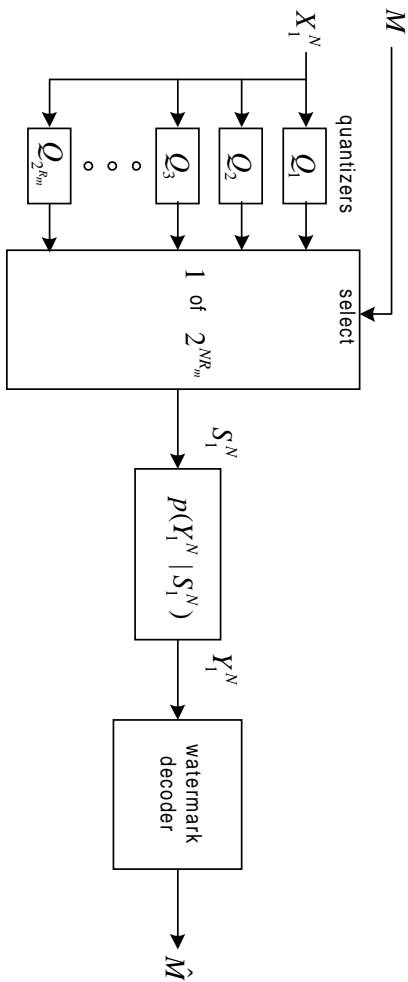 M
X_1^N
quantizers
Q_1
Q_2
Q_3
Q_{2^{R_m}}
select
1 of 2^{NR_m}
S_1^N
p(Y_1^N | S_1^N)
Y_1^N
watermark
decoder
M̂